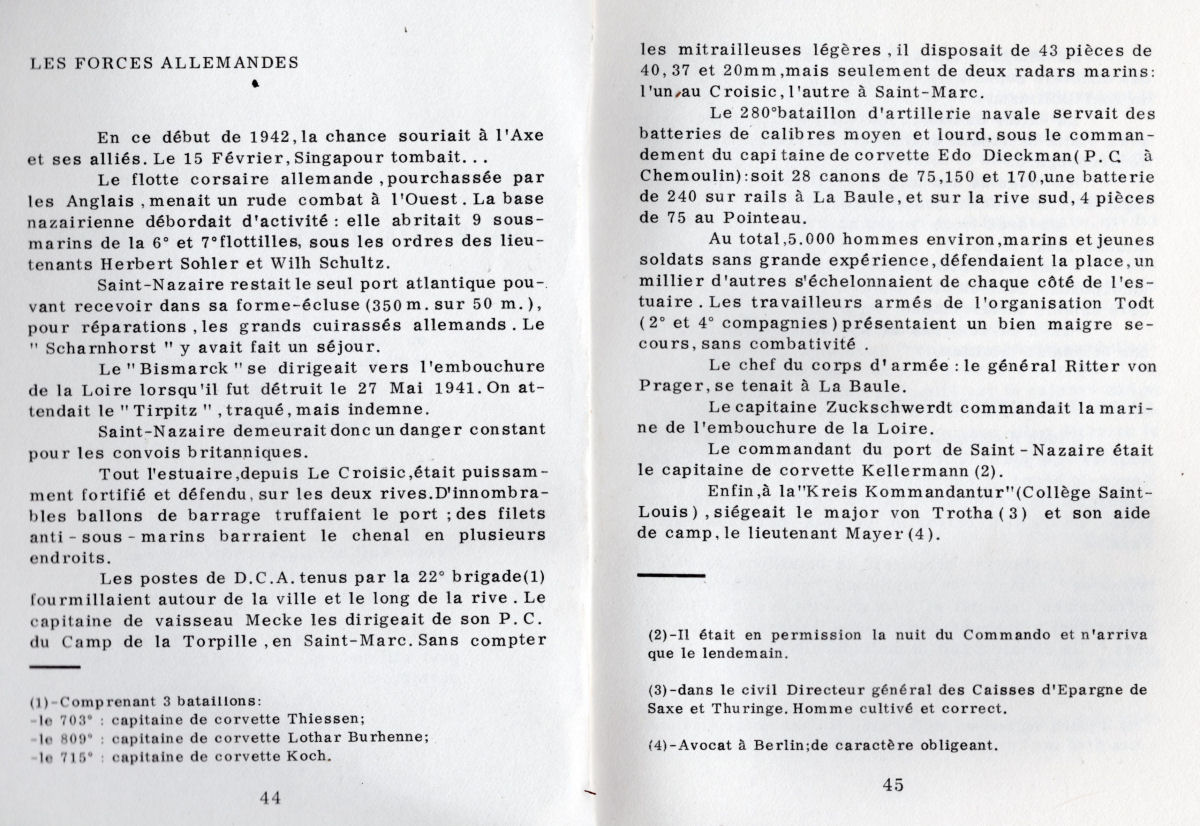 LES FORCES ALLEMANDES
En ce début de 1942, la chance souriait à l'Axe
et ses alliés. Le 15 Février, Singapour tombait...
Le flotte corsaire allemande, pourchassée par
les Anglais, menait un rude combat à l'Ouest. La base
nazairienne débordait d'activité : elle abritait 9 sous-
marins de la 6° et 7° flottilles, sous les ordres des lieu-
tenants Herbert Sohler et Wilh Schultz.
Saint-Nazaire restait le seul port atlantique pou-
vant recevoir dans sa forme-écluse (350 m. sur 50 m.),
pour réparations, les grands cuirassés allemands. Le
" Scharnhorst " y avait fait un séjour.
Le " Bismarck " se dirigeait vers l'embouchure
de la Loire lorsqu'il fut détruit le 27 Mai 1941. On at-
tendait le " Tirpitz ", traqué, mais indemne.
Saint-Nazaire demeurait donc un danger constant
pour les convois britanniques.
Tout l'estuaire, depuis Le Croisic, était puissam-
ment fortifié et défendu, sur les deux rives. D'innombra-
bles ballons de barrage truffaient le port ; des filets
anti-sous-marins barraient le chenal en plusieurs
endroits.
Les postes de D.C.A. tenus par la 22° brigade(1)
fourmillaient autour de la ville et le long de la rive. Le
capitaine de vaisseau Mecke les dirigeait de son P.C.
du Camp de la Torpille, en Saint-Marc. Sans compter
(1)-Comprenant 3 bataillons:
-le 703° : capitaine de corvette Thiessen;
-le 809° : capitaine de corvette Lothar Burhenne;
-le 715° : capitaine de corvette Koch.
44
les mitrailleuses légères, il disposait de 43 pièces de
40, 37 et 20mm, mais seulement de deux radars marins:
l'un au Croisic, l'autre à Saint-Marc.
Le 280° bataillon d'artillerie navale servait des
batteries de calibres moyen et lourd, sous le comman-
dement du capitaine de corvette Edo Dieckman( P.C. à
Chemoulin):soit 28 canons de 75,150 et 170, une batterie
de 240 sur rails à La Baule, et sur la rive sud, 4 pièces
de 75 au Pointeau.
Au total, 5.000 hommes environ, marins et jeunes
soldats sans grande expérience, défendaient la place, un
millier d'autres s'échelonnaient de chaque côté de l'es-
tuaire. Les travailleurs armés de l'organisation Todt
(2° et 4° compagnies) présentaient un bien maigre se-
cours, sans combativité .
Le chef du corps d'armée : le général Ritter von
Prager, se tenait à La Baule.
Le capitaine Zuckschwerdt commandait la mari-
ne de l'embouchure de la Loire.
Le commandant du port de Saint-Nazaire était
le capitaine de corvette Kellermann (2).
Enfin, à la "Kreis Kommandantur" (Collège Saint-
Louis), siégeait le major von Trotha (3) et son aide
de camp, le lieutenant Mayer (4).
(2)-Il était en permission la nuit du Commando et n'arriva
que le lendemain.
(3)-dans le civil Directeur général des Caisses d'Epargne de
Saxe et Thuringe. Homme cultivé et correct.
(4)-Avocat à Berlin;de caractère obligeant.
45